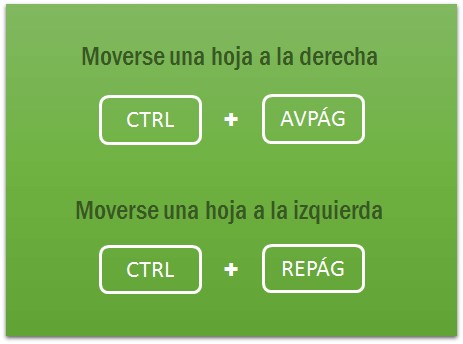 Moverse una hoja a la derecha
CTRL + AVPÁG
Moverse una hoja a la izquierda
CTRL + REPÁG